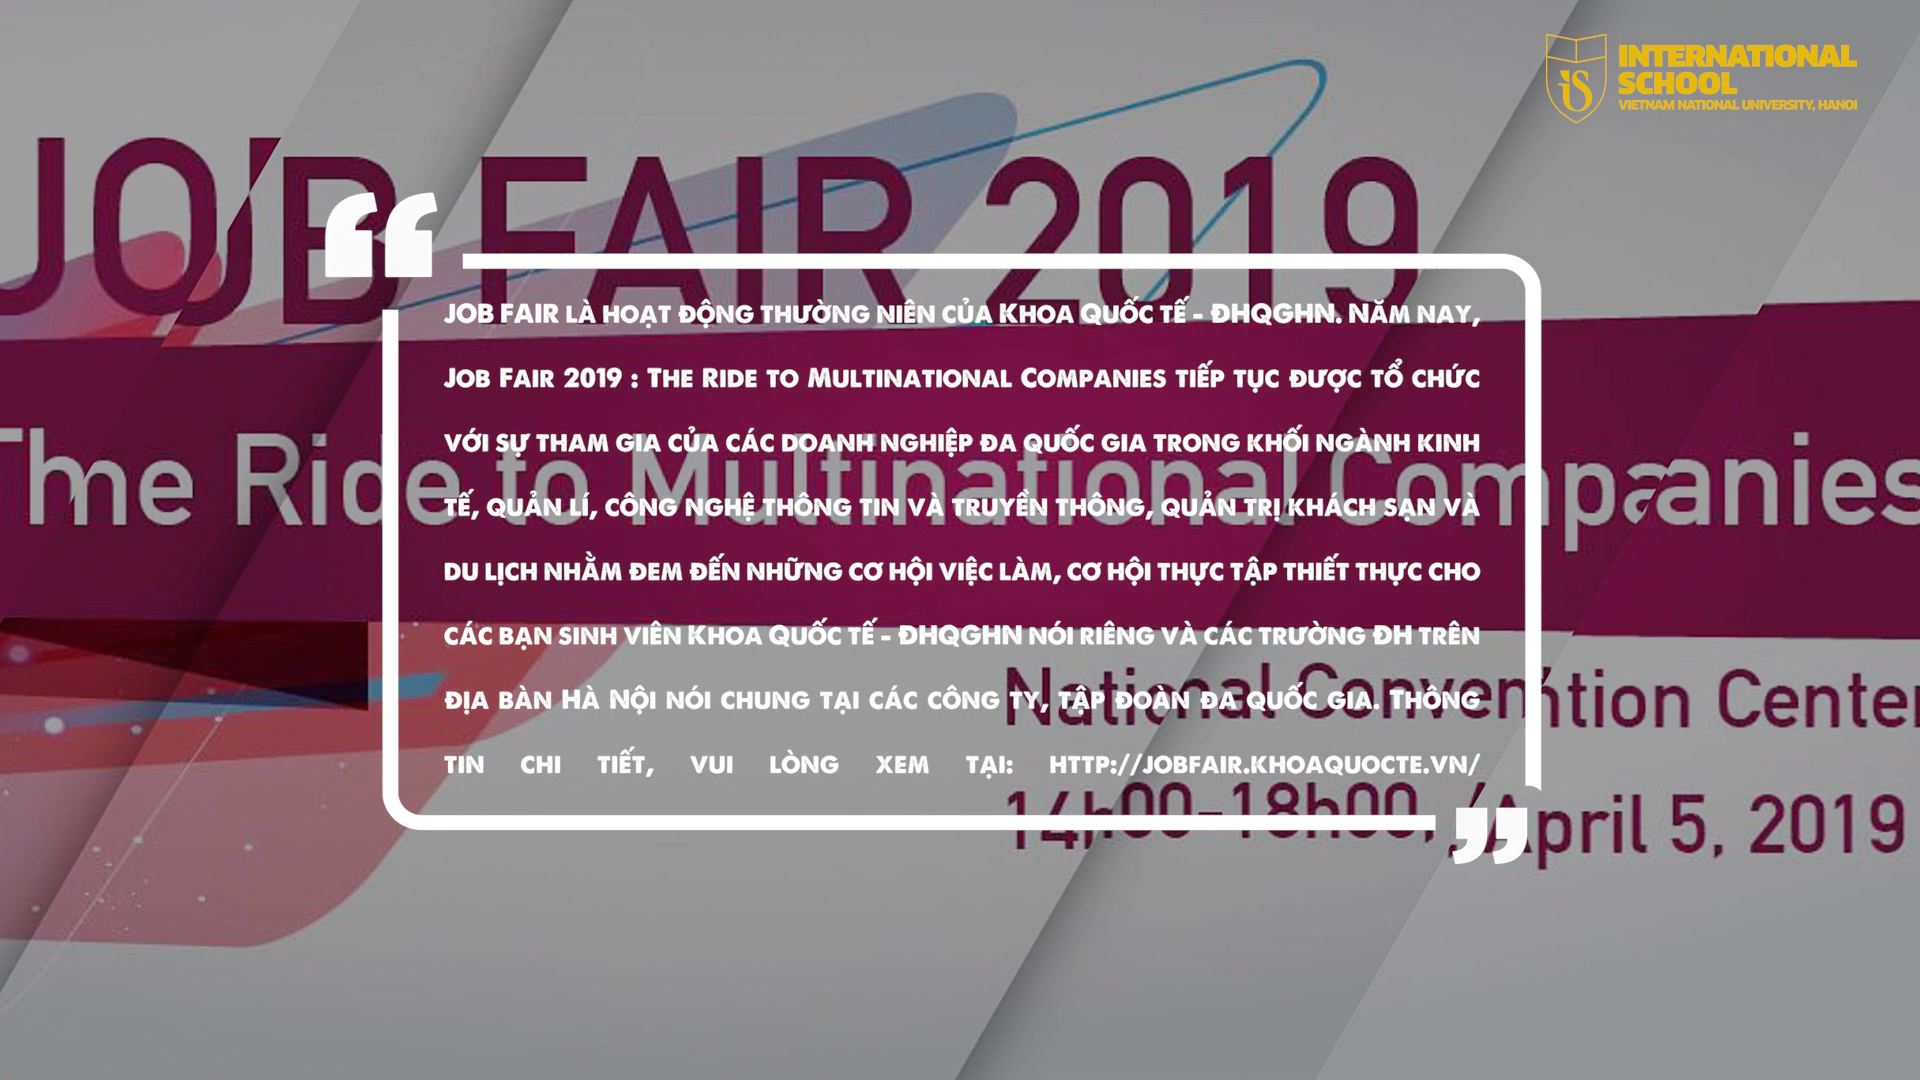 INTERNATIONAL
SCHOOL
VIETNAM NATIONAL UNIVERSITY, HANOI
JOB FAIR 2019
The Ride to Multinational Companies
National Convention Center
14h00-18h00, April 5, 2019
JOB FAIR LÀ HOẠT ĐỘNG THƯỜNG NIÊN CỦA KHOA QUỐC TẾ - ĐHQGHN. NĂM NAY,
JOB FAIR 2019 : THE RIDE TO MULTINATIONAL COMPANIES TIẾP TỤC ĐƯỢC TỔ CHỨC
VỚI SỰ THAM GIA CỦA CÁC DOANH NGHIỆP ĐA QUỐC GIA TRONG KHỐI NGÀNH KINH
TẾ, QUẢN LÍ, CÔNG NGHỆ THÔNG TIN VÀ TRUYỀN THÔNG, QUẢN TRỊ KHÁCH SẠN VÀ
DU LỊCH NHẰM ĐEM ĐẾN NHỮNG CƠ HỘI VIỆC LÀM, CƠ HỘI THỰC TẬP THIẾT THỰC CHO
CÁC BẠN SINH VIÊN KHOA QUỐC TẾ - ĐHQGHN NÓI RIÊNG VÀ CÁC TRƯỜNG ĐH TRÊN
ĐỊA BÀN HÀ NỘI NÓI CHUNG TẠI CÁC CÔNG TY, TẬP ĐOÀN ĐA QUỐC GIA. THÔNG
TIN CHI TIẾT, VUI LÒNG XEM TẠI: HTTP://JOBFAIR.KHOAQUOCTE.VN/